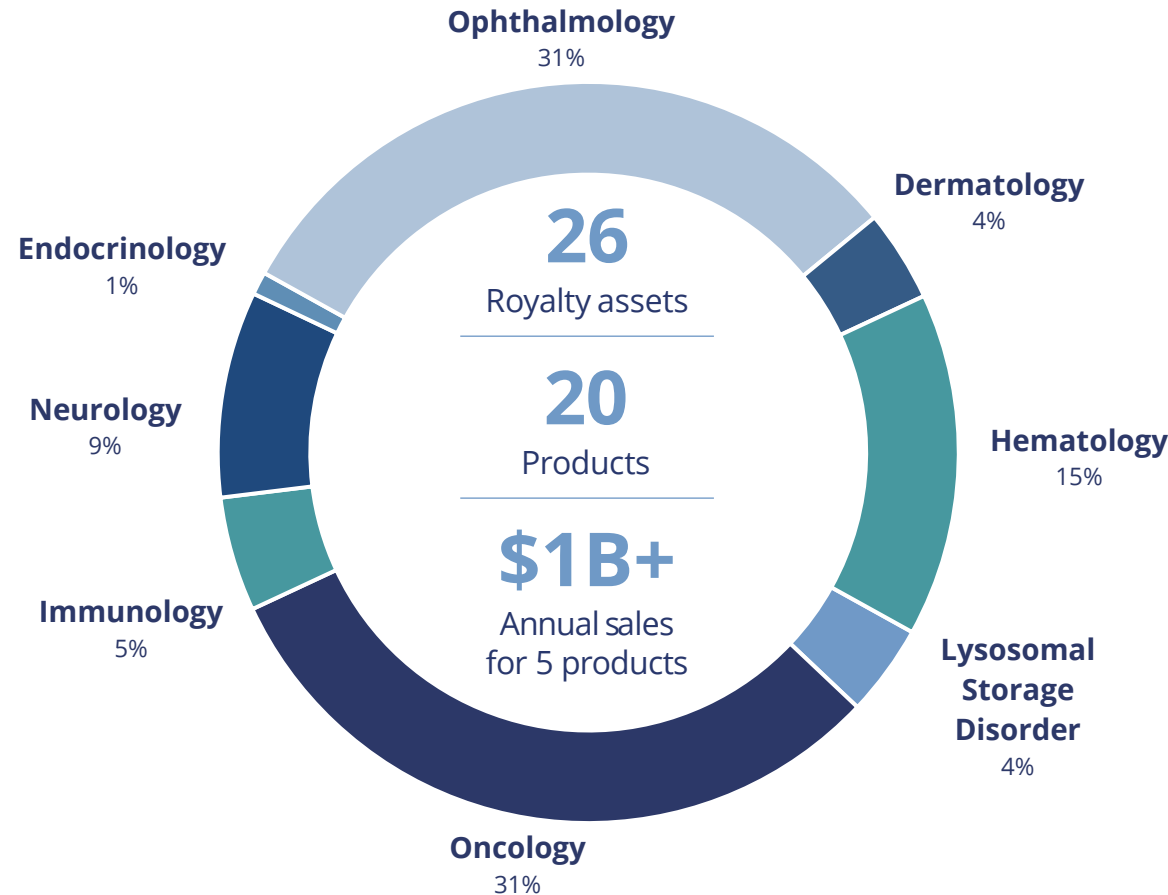 Ophthalmology
31%
Dermatology
4%
Endocrinology
1%
26
Royalty assets
20
Products
$1B+
Annual sales
for 5 products
Neurology
9%
Hematology
15%
Immunology
5%
Lysosomal
Storage
Disorder
4%
Oncology
31%